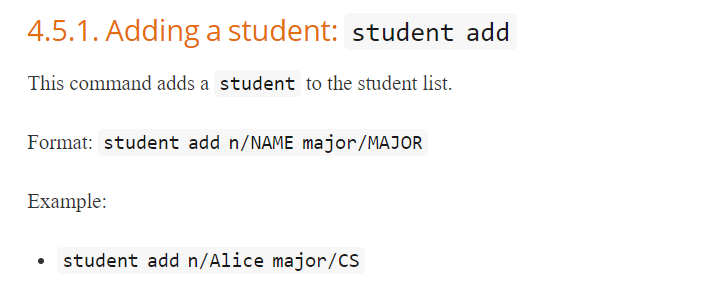 4.5.1. Adding a student: student add
This command adds a student to the student list.
Format: student add n/NAME major/MAJOR
Example:
• student add n/Alice major/CS